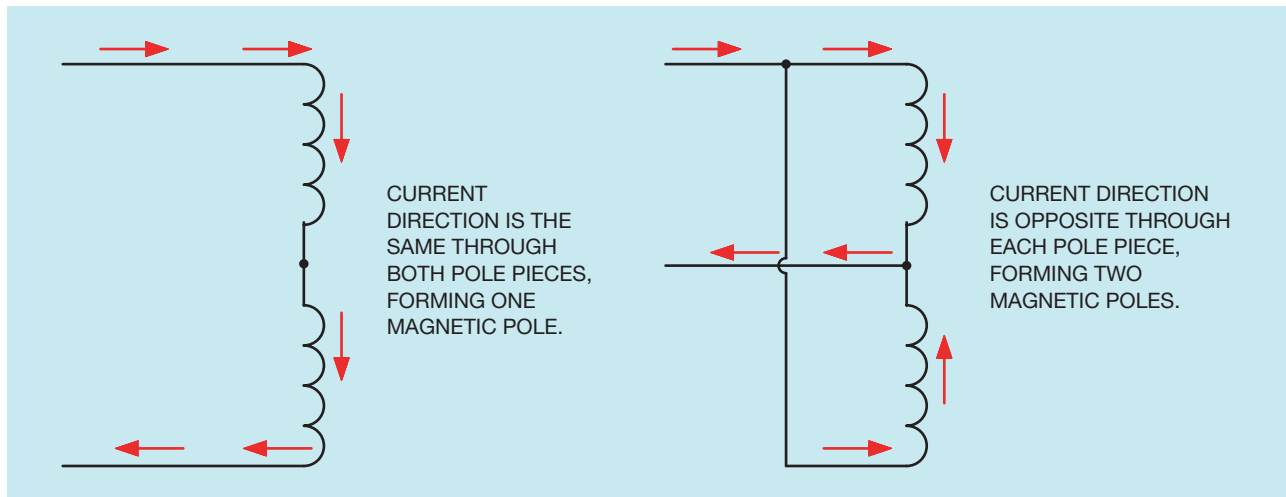 CURRENT
DIRECTION IS THE
SAME THROUGH
BOTH POLE PIECES,
FORMING ONE
MAGNETIC POLE.
CURRENT DIRECTION
IS OPPOSITE THROUGH
EACH POLE PIECE,
FORMING TWO
MAGNETIC POLES.